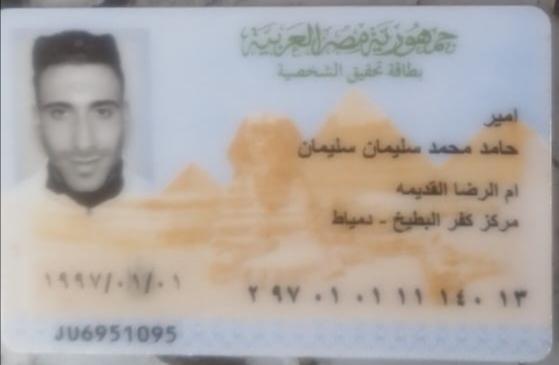 جمهورية مصر العربية
بطاقة تحقيق الشخصية
امير
حامد محمد سليمان سليمان
ام الرضا القديمه
مركز كفر البطيخ - دمياط
١٩٩٧/٠١/٠١
٢ ٩٧ ٠١ ٠١ ١١ ١٤٠ ١٣
JU6951095